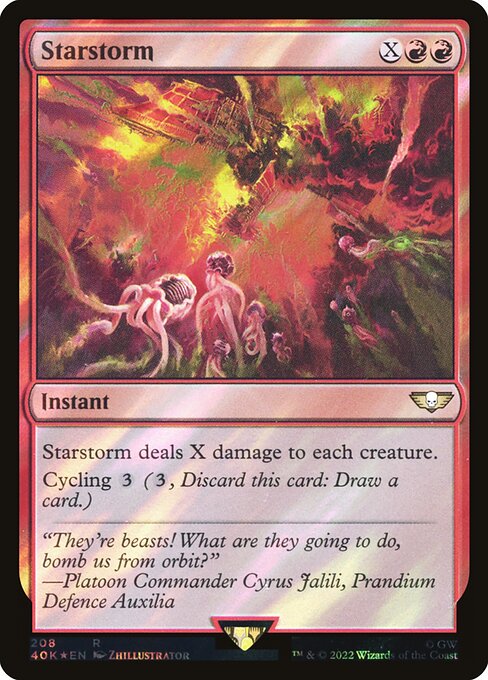 Starstorm X
Instant
Starstorm deals X damage to each creature.
Cycling 3 (3, Discard this card: Draw a
card.)
“They’re beasts! What are they going to do,
bomb us from orbit?”
—Platoon Commander Cyrus Jalili, Prandium
Defence Auxilia
208 R
40K★EN ILLUSTRATOR
© GW
™ & © 2022 Wizards of the Coast